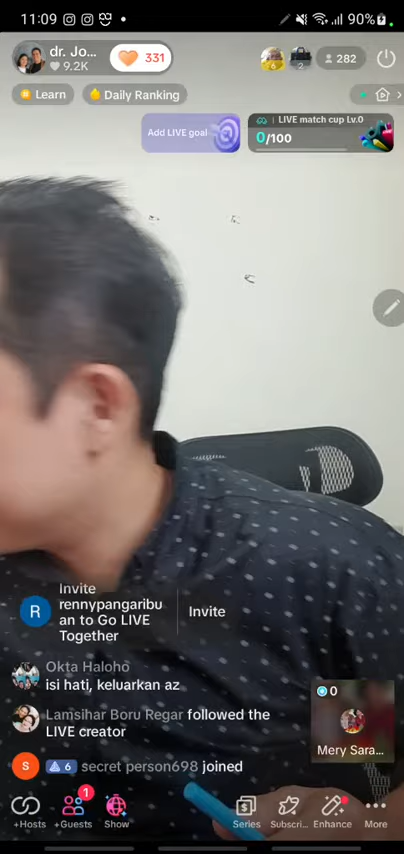 11:09
90%
dr. Jo...
9.2K
331
6
2
282
Learn
Daily Ranking
Add LIVE goal
LIVE match cup Lv.0
0/100
R
Invite
rennypangaribu
an to Go LIVE
Together
Invite
Okta Haloho
isi hati, keluarkan az
Lamsihar Boru Regar followed the
LIVE creator
S
6 secret person698 joined
0
Mery Sara...
1
+Hosts
+Guests
Show
Series
Subscri...
Enhance
More